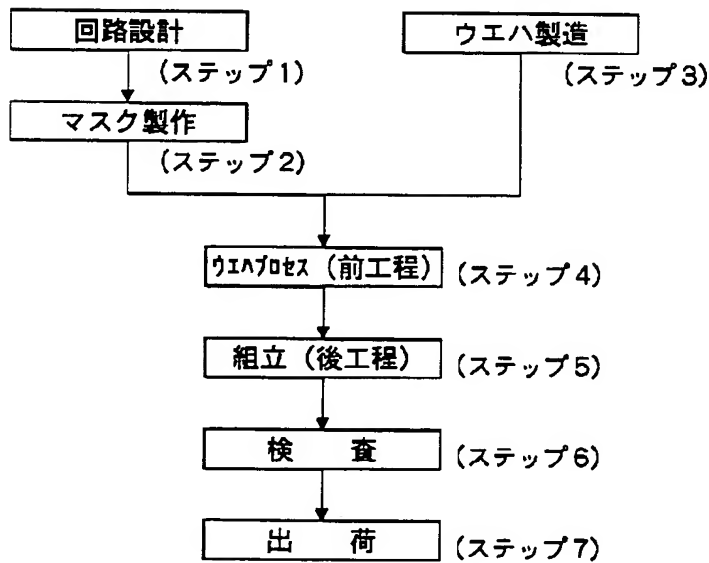 回路設計
ウエハ製造
(ステップ1)
(ステップ3)
マスク製作
(ステップ2)
ウエハプロセス (前工程)
(ステップ4)
組立 (後工程)
(ステップ5)
検 査
(ステップ6)
出 荷
(ステップ7)